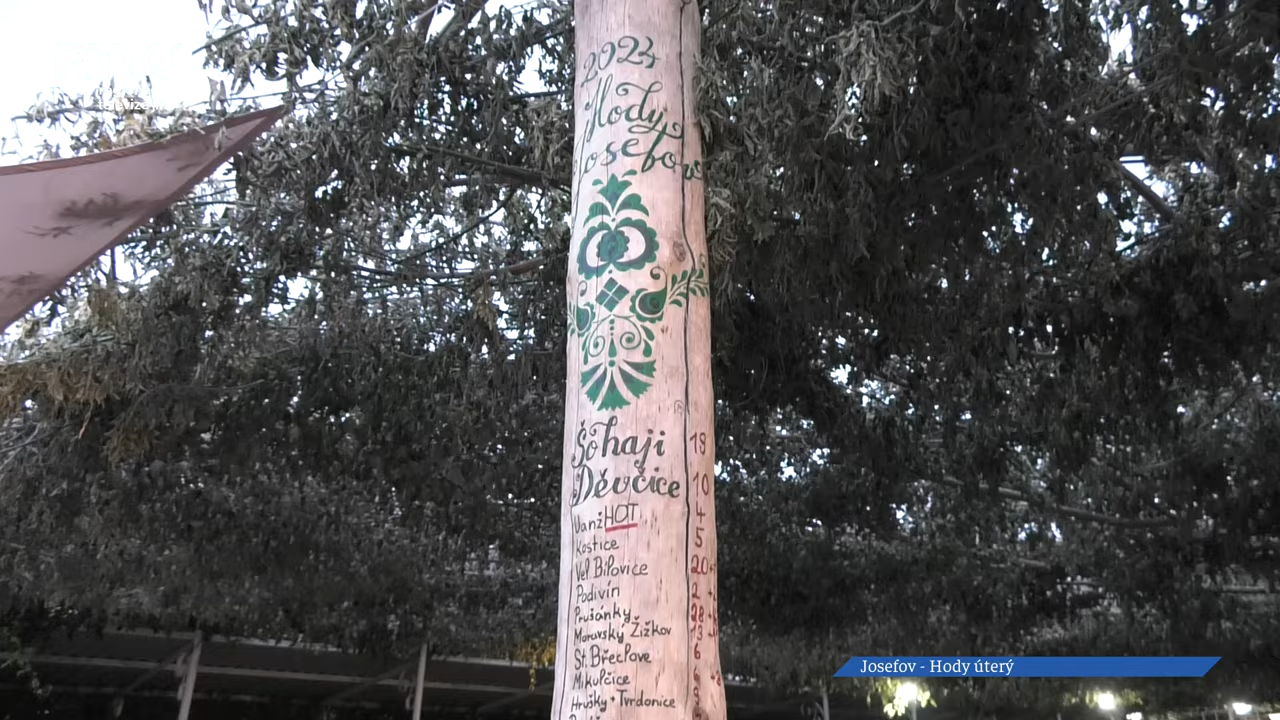 2024
Hody
Josefov
Šohaji 18
Děvčice 10
VanžHOT 4
Kostice 5
Vel. Bílovice 20
Podivín 2
Prušánky 28
Moravský Žižkov 13
St. Břeclave 6
Mikulčice
Hrušky + Tvrdonice
Josefov - Hody úterý